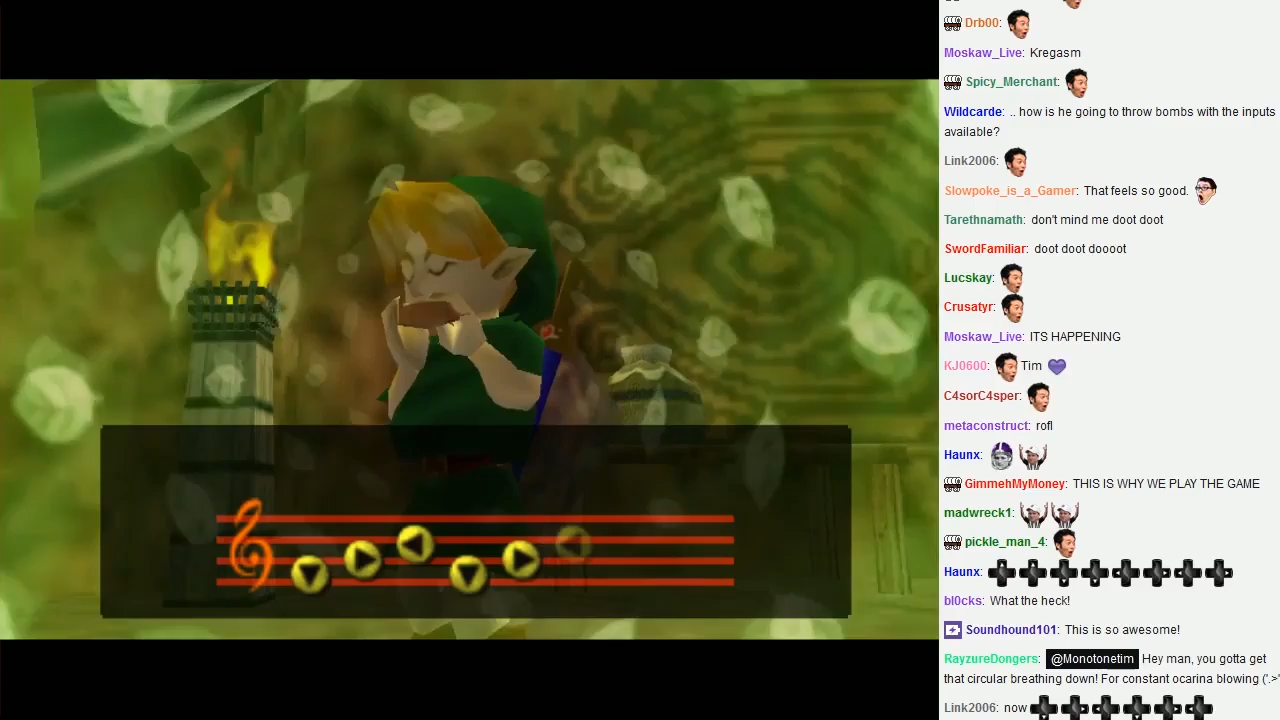 Drb00:
Moskaw_Live: Kregasm
Spicy_Merchant:
Wildcarde: .. how is he going to throw bombs with the inputs
available?
Link2006:
Slowpoke_is_a_Gamer: That feels so good.
Tarethnamath: don't mind me doot doot
SwordFamiliar: doot doot doooot
Lucskay:
Crusatyr:
Moskaw_Live: ITS HAPPENING
KJ0600: Tim
C4sorC4sper:
metaconstruct: rofl
Haunx:
GimmehMyMoney: THIS IS WHY WE PLAY THE GAME
madwreck1:
pickle_man_4:
Haunx:
bl0cks: What the heck!
Soundhound101: This is so awesome!
RayzureDongers: @Monotonetim Hey man, you gotta get
that circular breathing down! For constant ocarina blowing ('.>'
Link2006: now